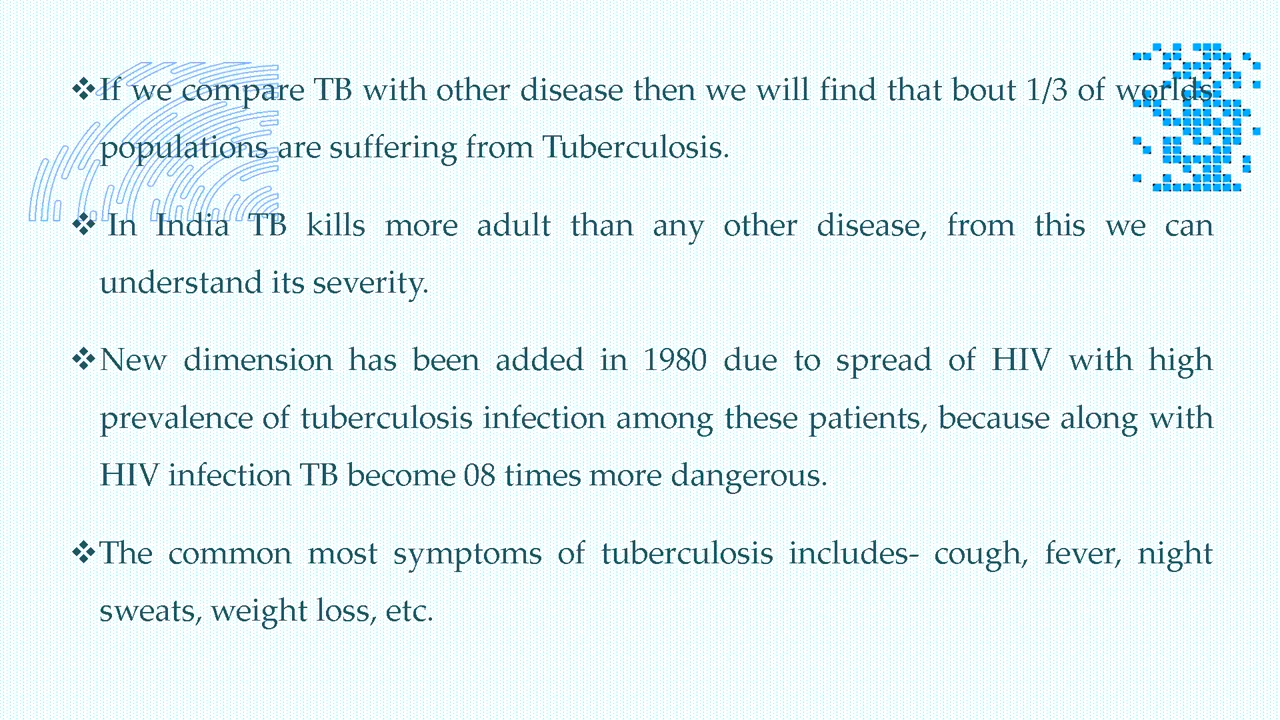 ❖If we compare TB with other disease then we will find that bout 1/3 of worlds
populations are suffering from Tuberculosis.
❖ In India TB kills more adult than any other disease, from this we can
understand its severity.
❖New dimension has been added in 1980 due to spread of HIV with high
prevalence of tuberculosis infection among these patients, because along with
HIV infection TB become 08 times more dangerous.
❖The common most symptoms of tuberculosis includes- cough, fever, night
sweats, weight loss, etc.